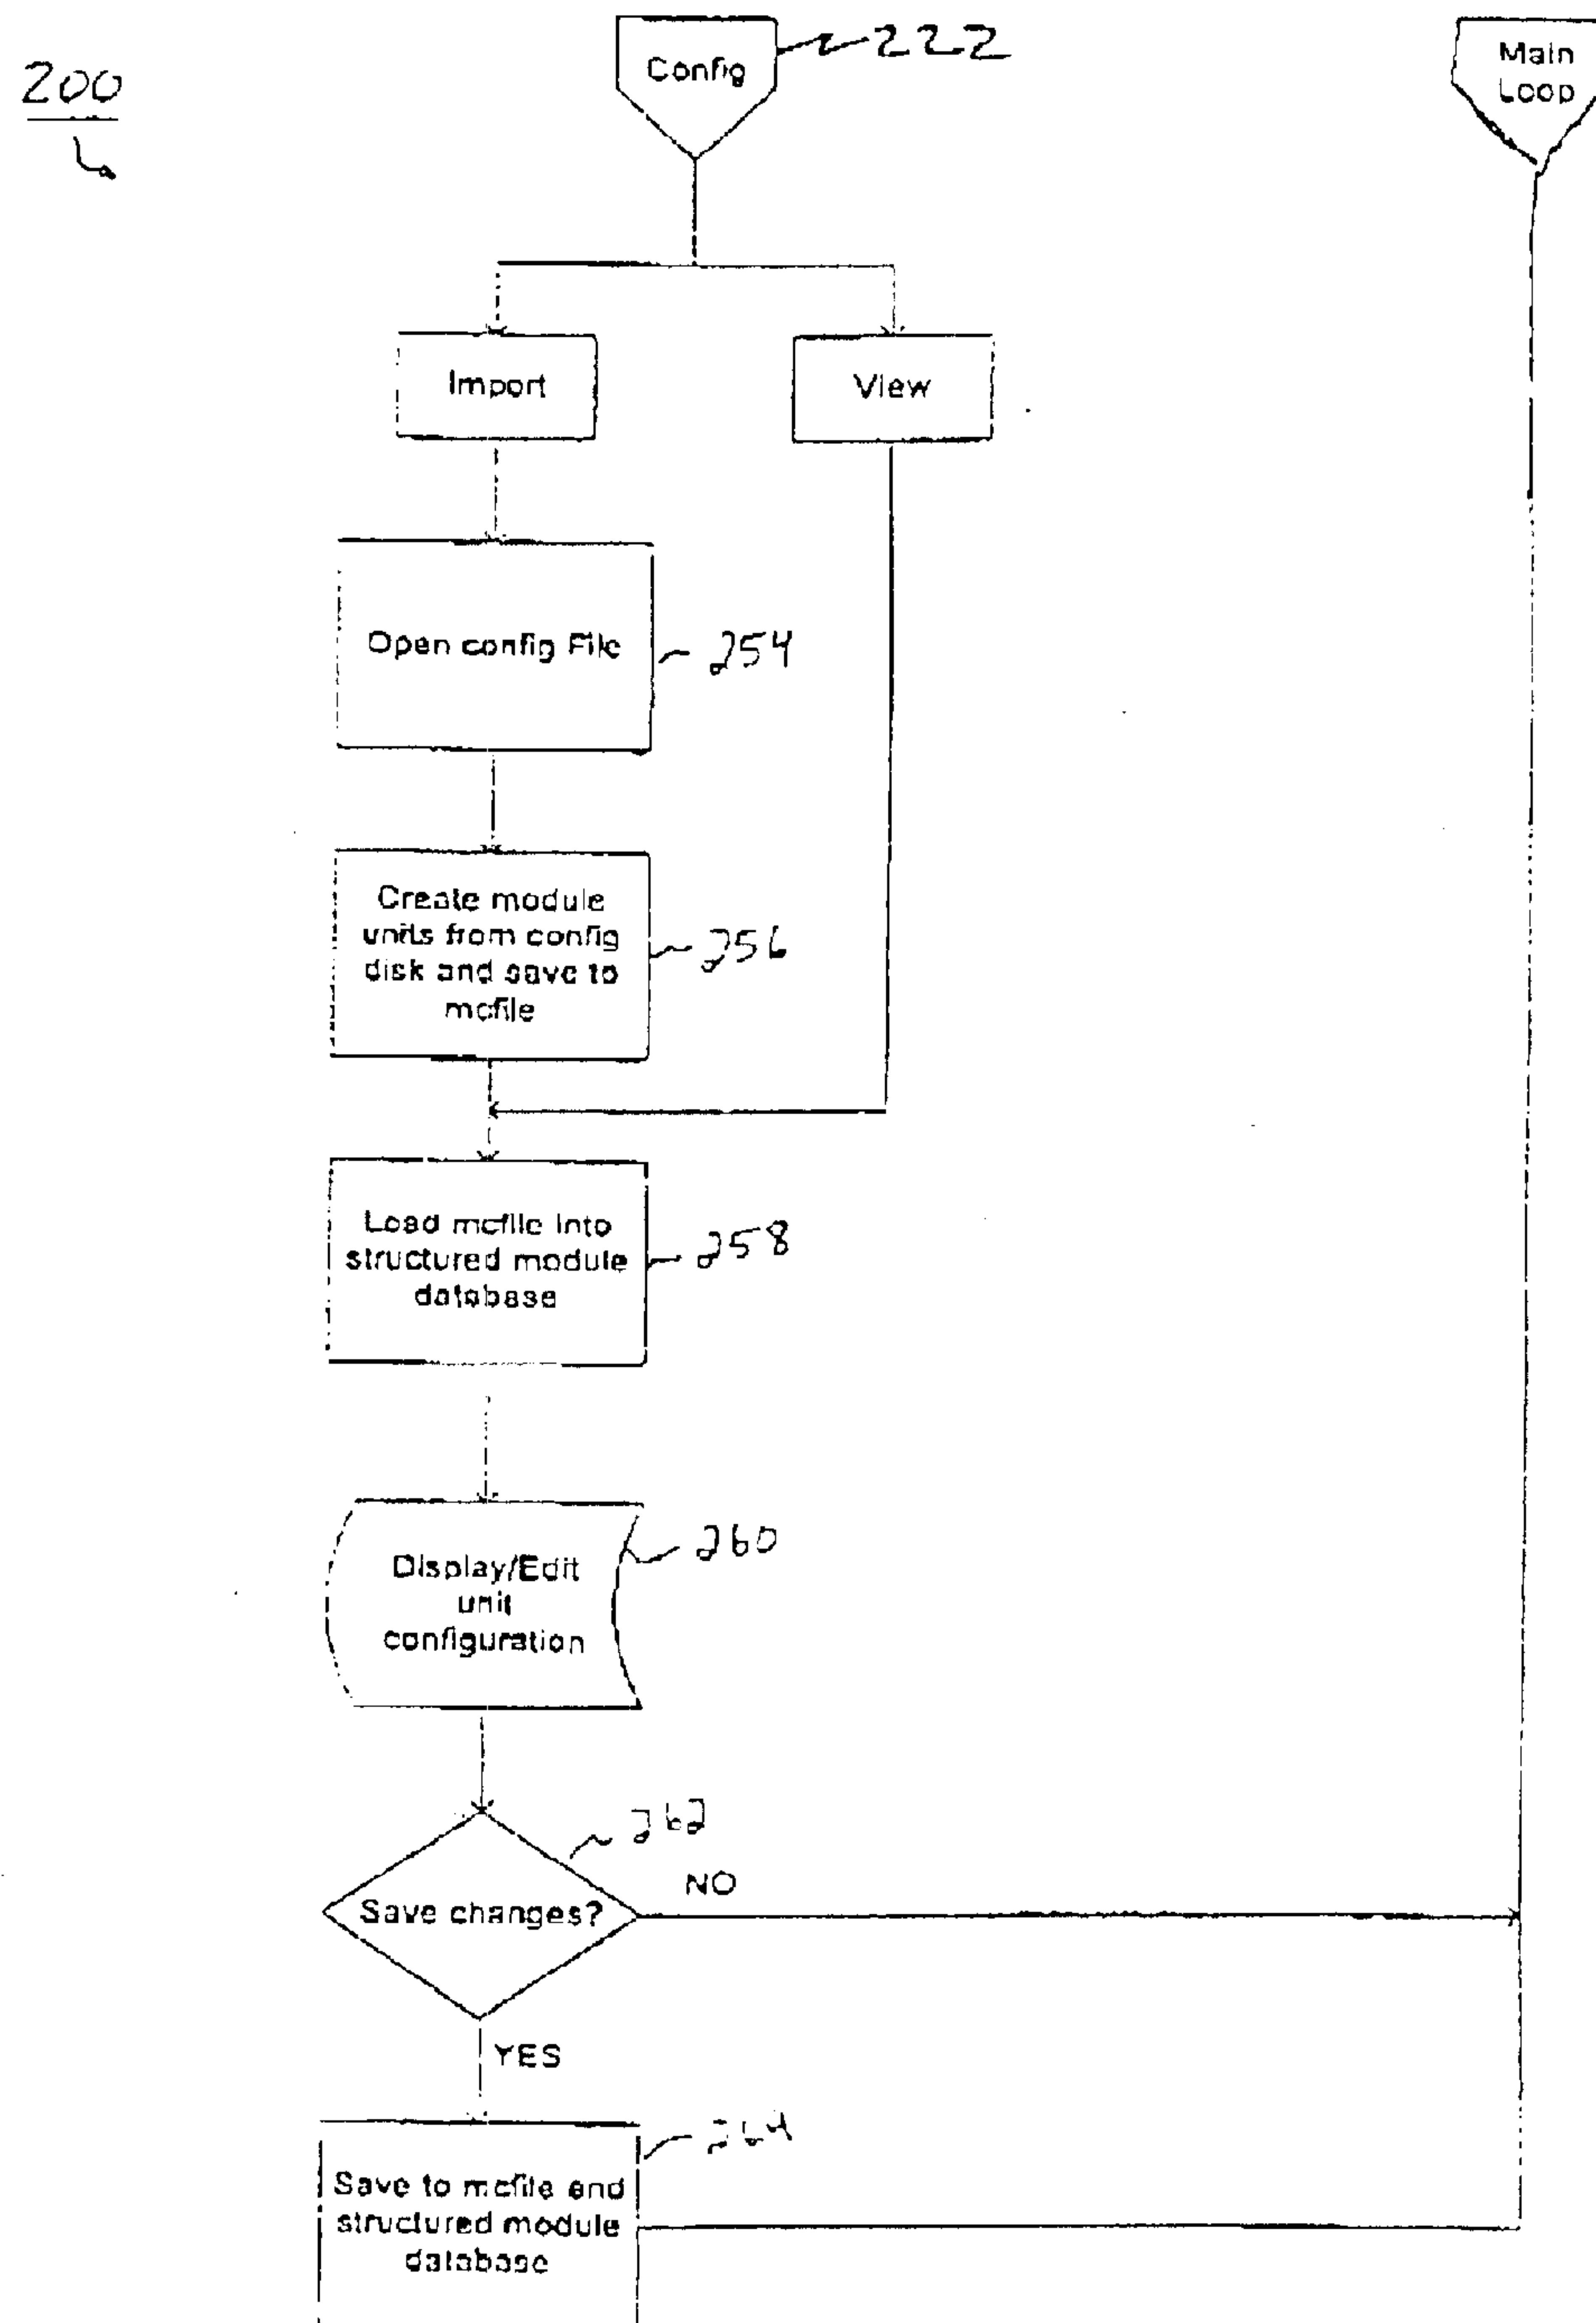 200
Config
222
Main
Loop
Import
View
Open config File
254
Create module
units from config
disk and save to
mcfile
256
Load mcfile into
structured module
database
258
Display/Edit
unit
configuration
260
262
Save changes?
NO
YES
264
Save to mcfile and
structured module
database